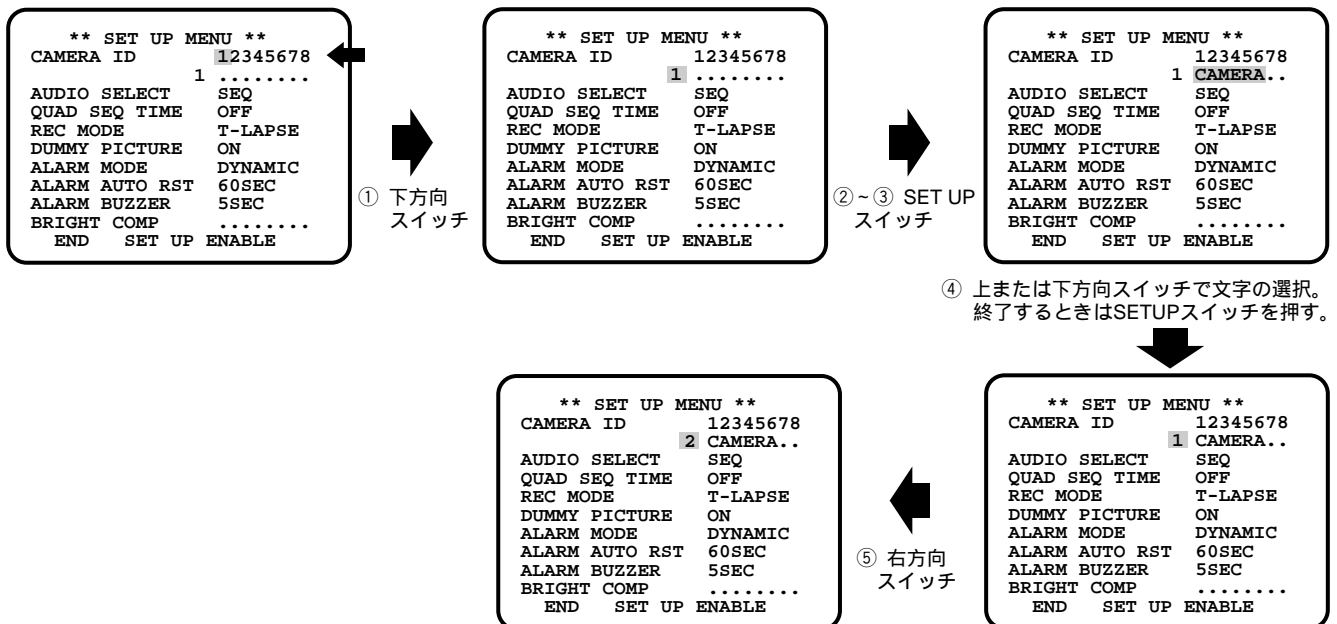 ** SET UP MENU **
CAMERA ID 12345678
1 ........
AUDIO SELECT SEQ
QUAD SEQ TIME OFF
REC MODE T-LAPSE
DUMMY PICTURE ON
ALARM MODE DYNAMIC
ALARM AUTO RST 60SEC
ALARM BUZZER 5SEC
BRIGHT COMP ........
END SET UP ENABLE
① 下方向
スイッチ
** SET UP MENU **
CAMERA ID 12345678
1 ........
AUDIO SELECT SEQ
QUAD SEQ TIME OFF
REC MODE T-LAPSE
DUMMY PICTURE ON
ALARM MODE DYNAMIC
ALARM AUTO RST 60SEC
ALARM BUZZER 5SEC
BRIGHT COMP ........
END SET UP ENABLE
②~③ SET UP
スイッチ
** SET UP MENU **
CAMERA ID 12345678
1 CAMERA..
AUDIO SELECT SEQ
QUAD SEQ TIME OFF
REC MODE T-LAPSE
DUMMY PICTURE ON
ALARM MODE DYNAMIC
ALARM AUTO RST 60SEC
ALARM BUZZER 5SEC
BRIGHT COMP ........
END SET UP ENABLE
④ 上または下方向スイッチで文字の選択。
終了するときはSETUPスイッチを押す。
** SET UP MENU **
CAMERA ID 12345678
1 CAMERA..
AUDIO SELECT SEQ
QUAD SEQ TIME OFF
REC MODE T-LAPSE
DUMMY PICTURE ON
ALARM MODE DYNAMIC
ALARM AUTO RST 60SEC
ALARM BUZZER 5SEC
BRIGHT COMP ........
END SET UP ENABLE
⑤ 右方向
スイッチ
** SET UP MENU **
CAMERA ID 12345678
2 CAMERA..
AUDIO SELECT SEQ
QUAD SEQ TIME OFF
REC MODE T-LAPSE
DUMMY PICTURE ON
ALARM MODE DYNAMIC
ALARM AUTO RST 60SEC
ALARM BUZZER 5SEC
BRIGHT COMP ........
END SET UP ENABLE